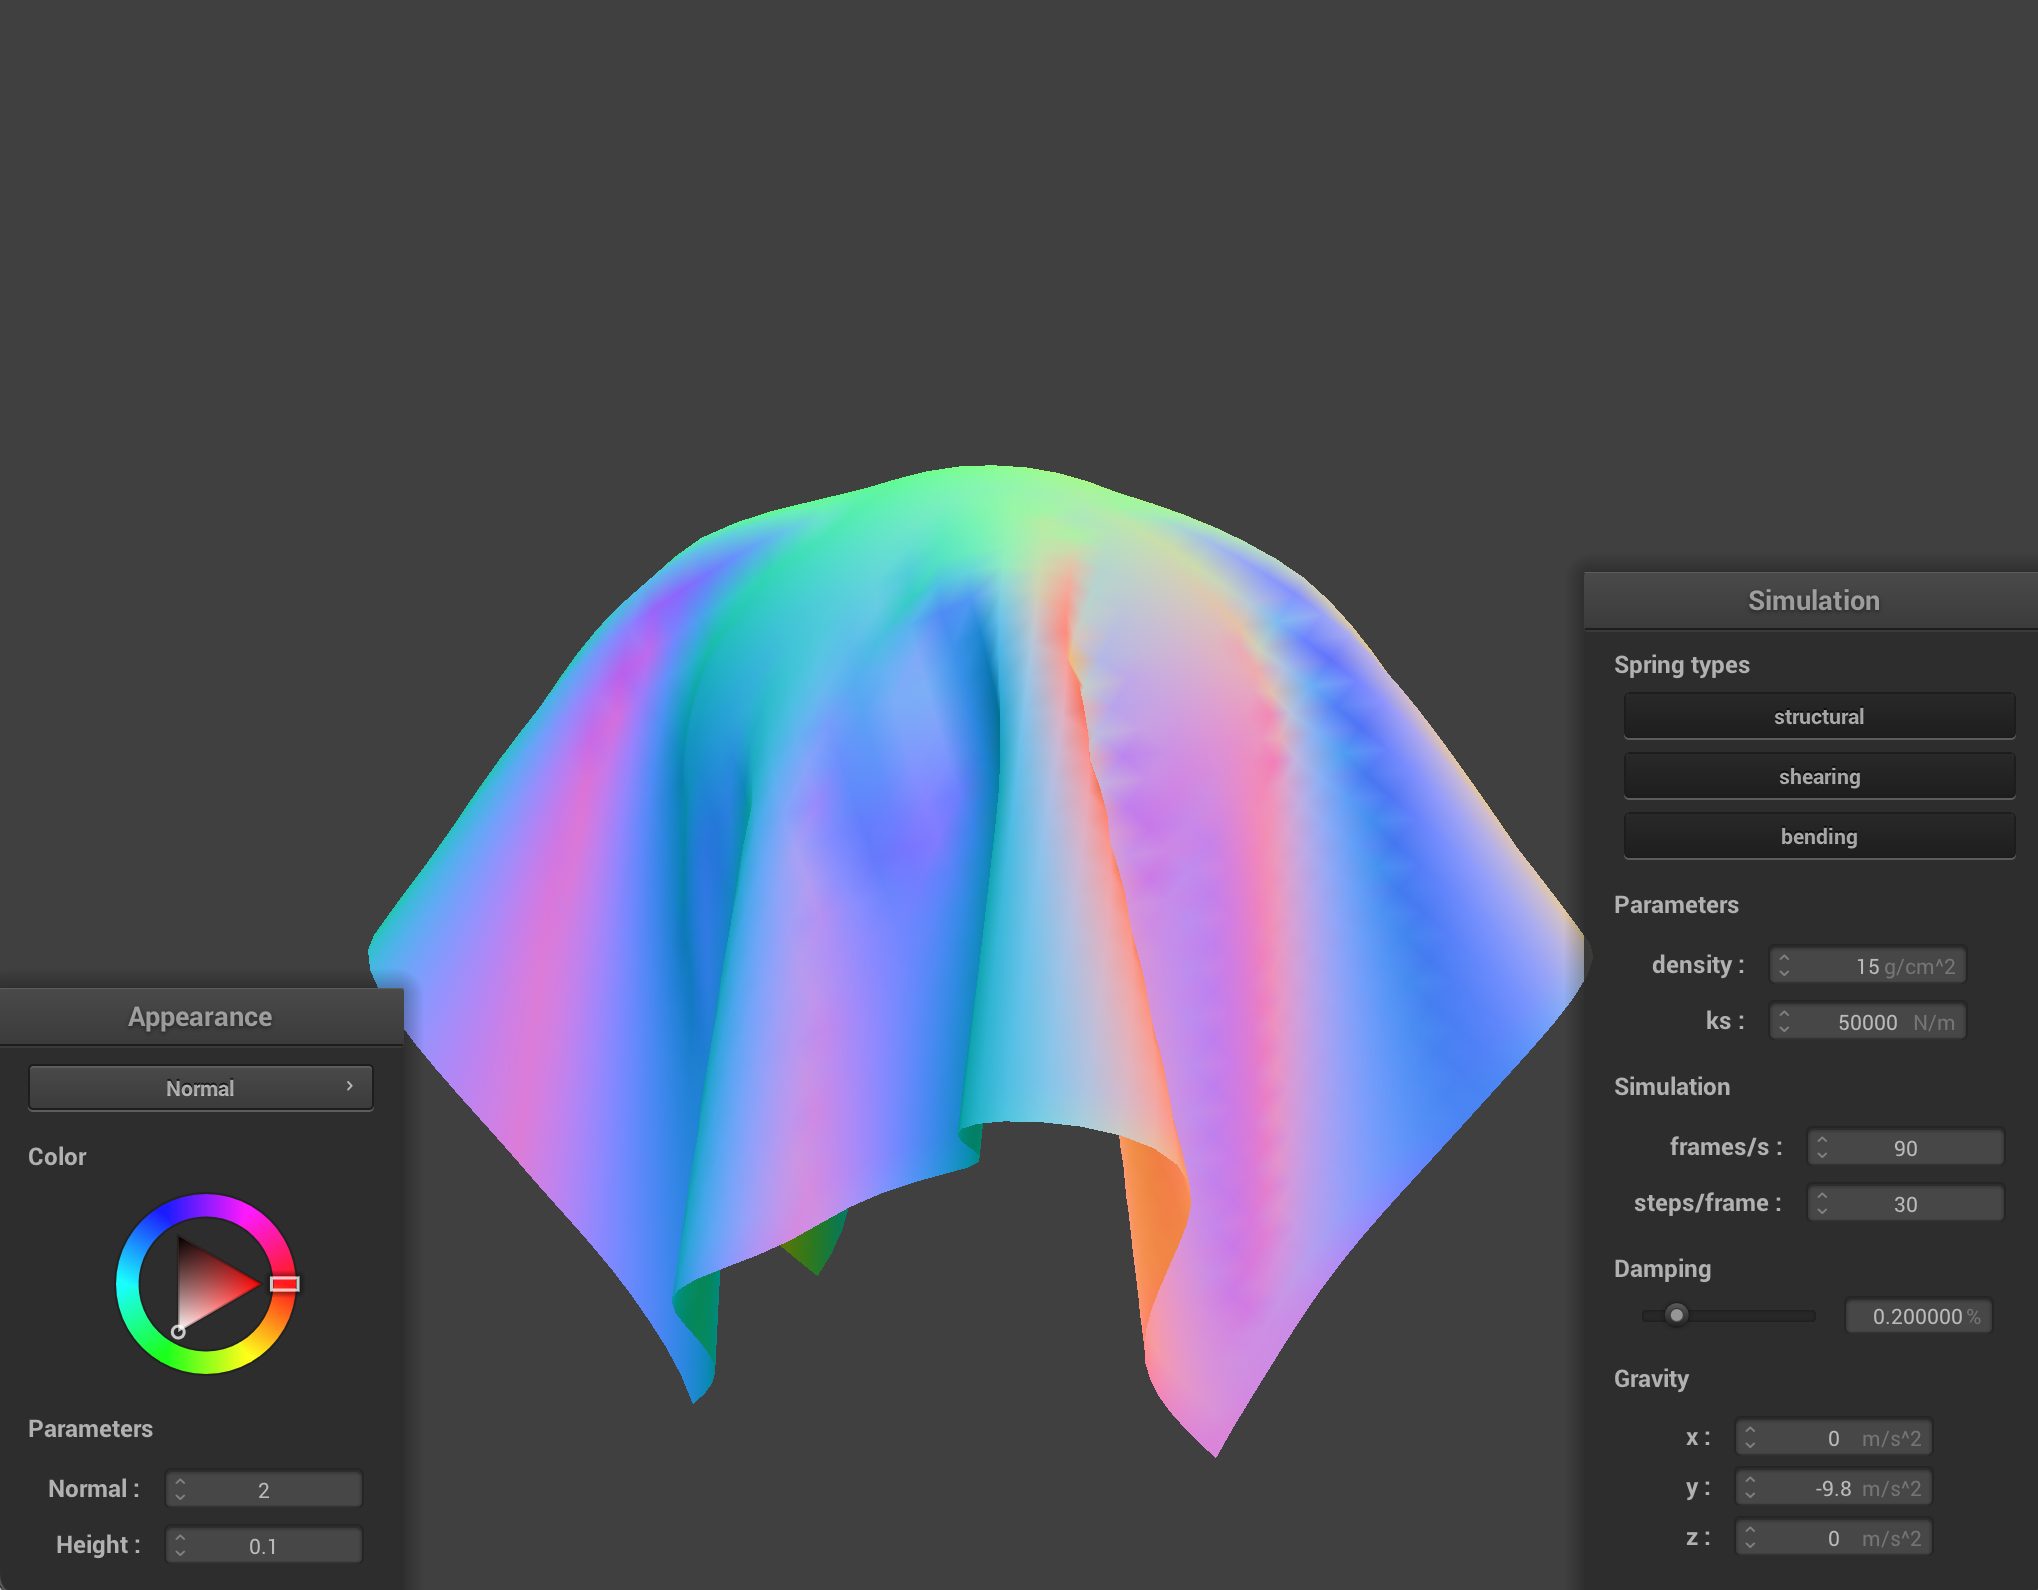 Appearance
Normal
Color
Parameters
Normal : 2
Height : 0.1
Simulation
Spring types
structural
shearing
bending
Parameters
density : 15 g/cm^2
ks : 50000 N/m
Simulation
frames/s : 90
steps/frame : 30
Damping
0.200000 %
Gravity
x : 0 m/s^2
y : -9.8 m/s^2
z : 0 m/s^2